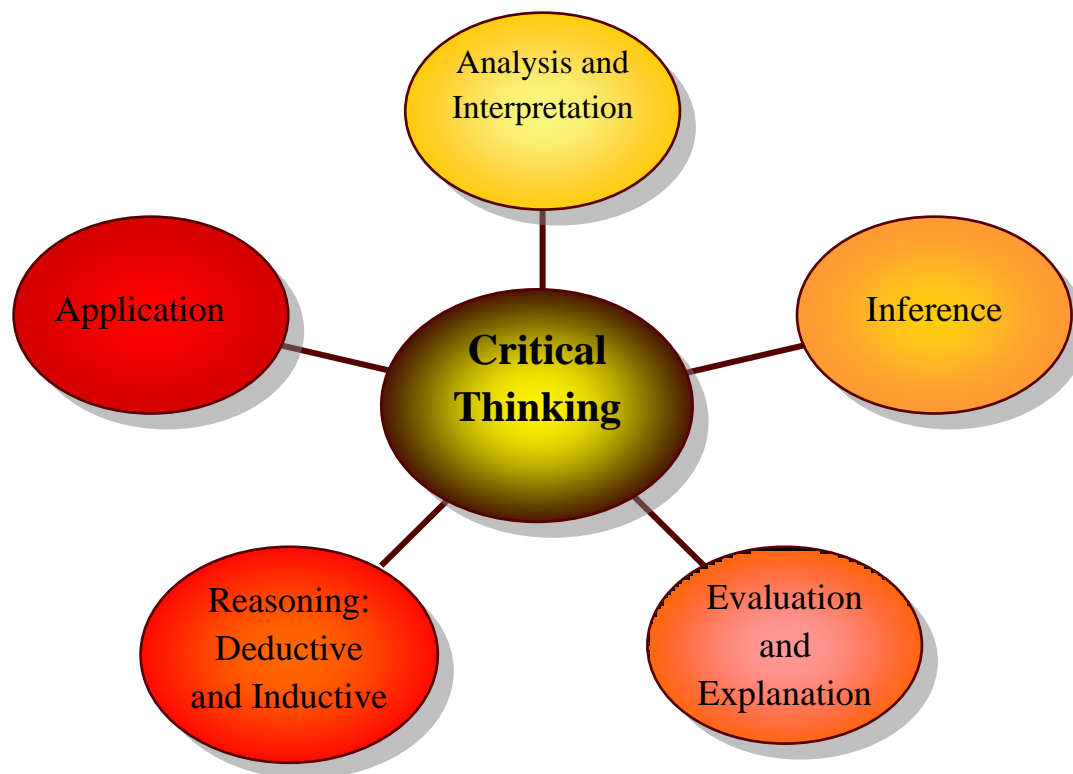 Analysis and
Interpretation
Application
Inference
Critical
Thinking
Reasoning:
Deductive
and Inductive
Evaluation
and
Explanation